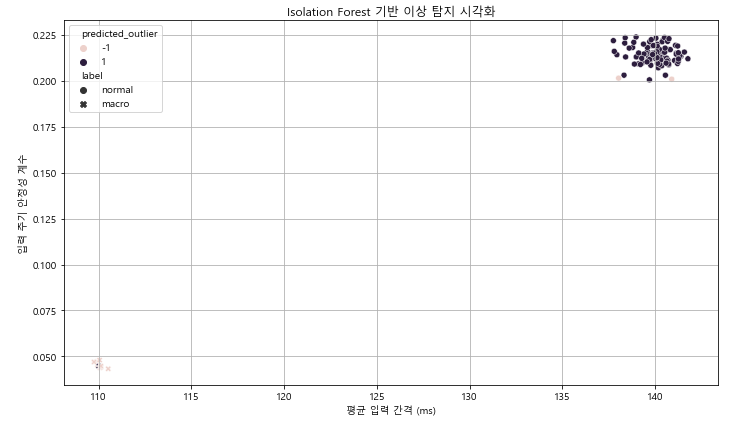 Isolation Forest 기반 이상 탐지 시각화
predicted_outlier
-1
1
label
normal
macro
입력 주기 안정성 계수
0.225
0.200
0.175
0.150
0.125
0.100
0.075
0.050
110
115
120
125
130
135
140
평균 입력 간격 (ms)